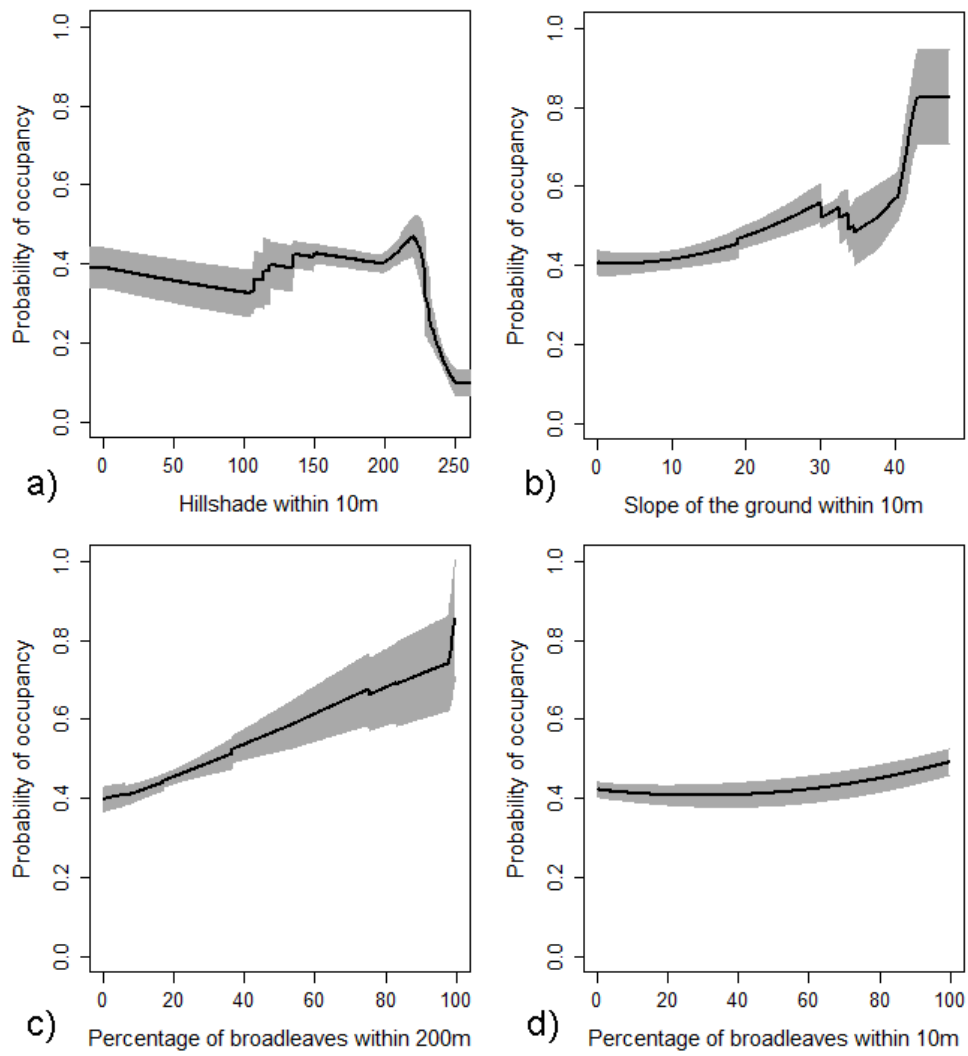 Probability of occupancy
1.0
0.8
0.6
0.4
0.2
0.0
0 50 100 150 200 250
a)
Hillshade within 10m
Probability of occupancy
1.0
0.8
0.6
0.4
0.2
0.0
0 10 20 30 40
b)
Slope of the ground within 10m
Probability of occupancy
1.0
0.8
0.6
0.4
0.2
0.0
0 20 40 60 80 100
c)
Percentage of broadleaves within 200m
Probability of occupancy
1.0
0.8
0.6
0.4
0.2
0.0
0 20 40 60 80 100
d)
Percentage of broadleaves within 10m